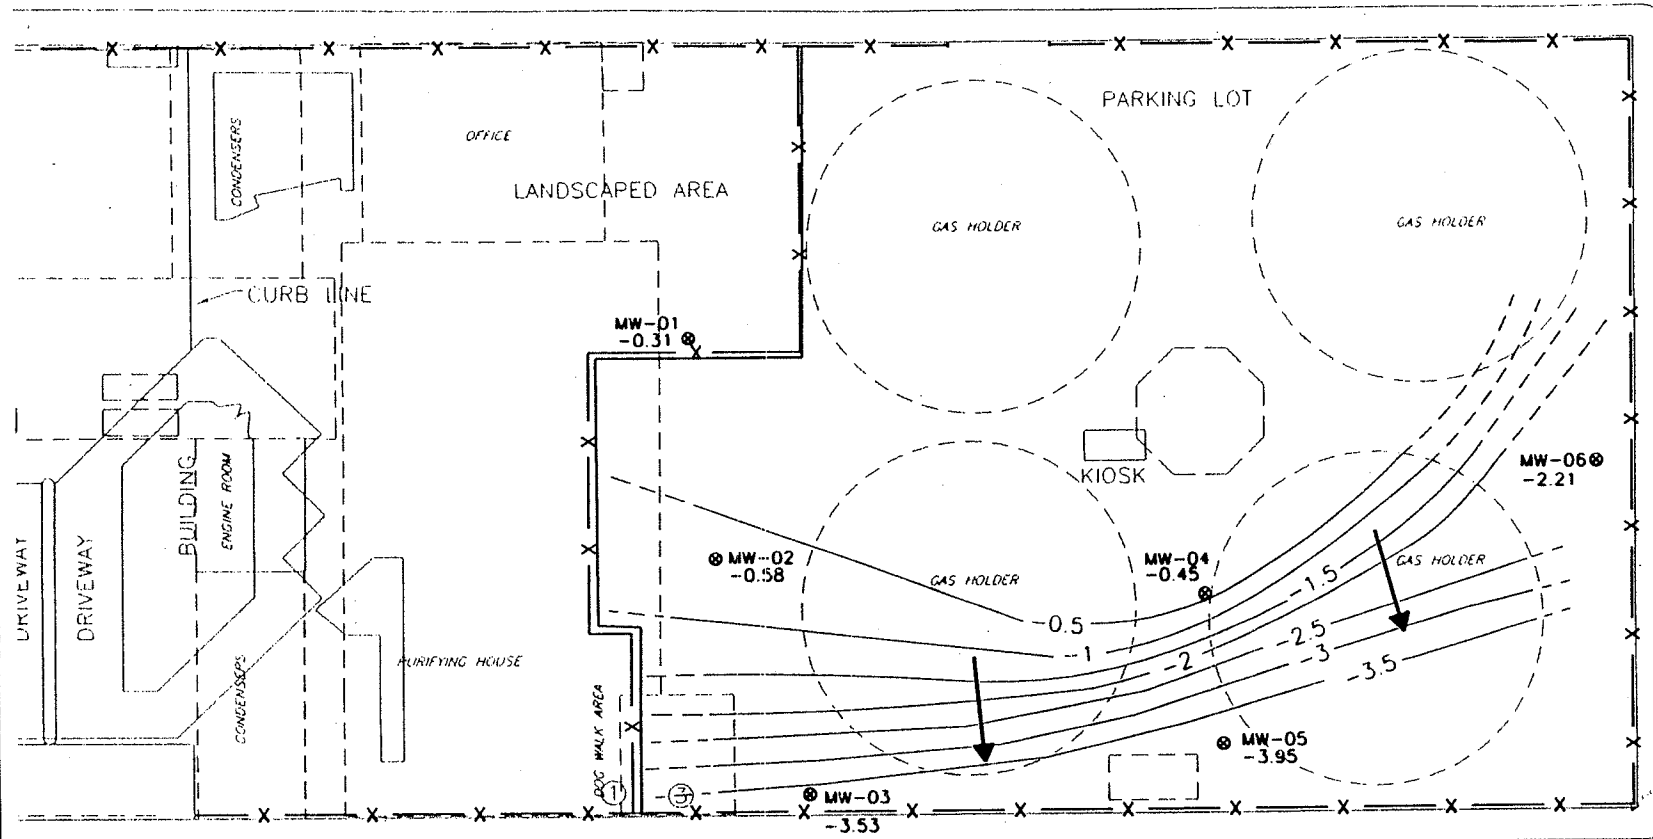 PARKING LOT
CONDENSERS
OFFICE
LANDSCAPED AREA
GAS HOLDER
GAS HOLDER
CURB LINE
MW-01
-0.31
KIOSK
MW-06
-2.21
DRIVEWAY
DRIVEWAY
BUILDING
ENGINE ROOM
MW-02
-0.58
GAS HOLDER
MW-04
-0.45
GAS HOLDER
-0.5
-1
-1.5
-2
-2.5
-3
-3.5
PURIFYING HOUSE
CONDENSERS
DOG WALK AREA
1
3
MW-05
-3.95
MW-03
-3.53